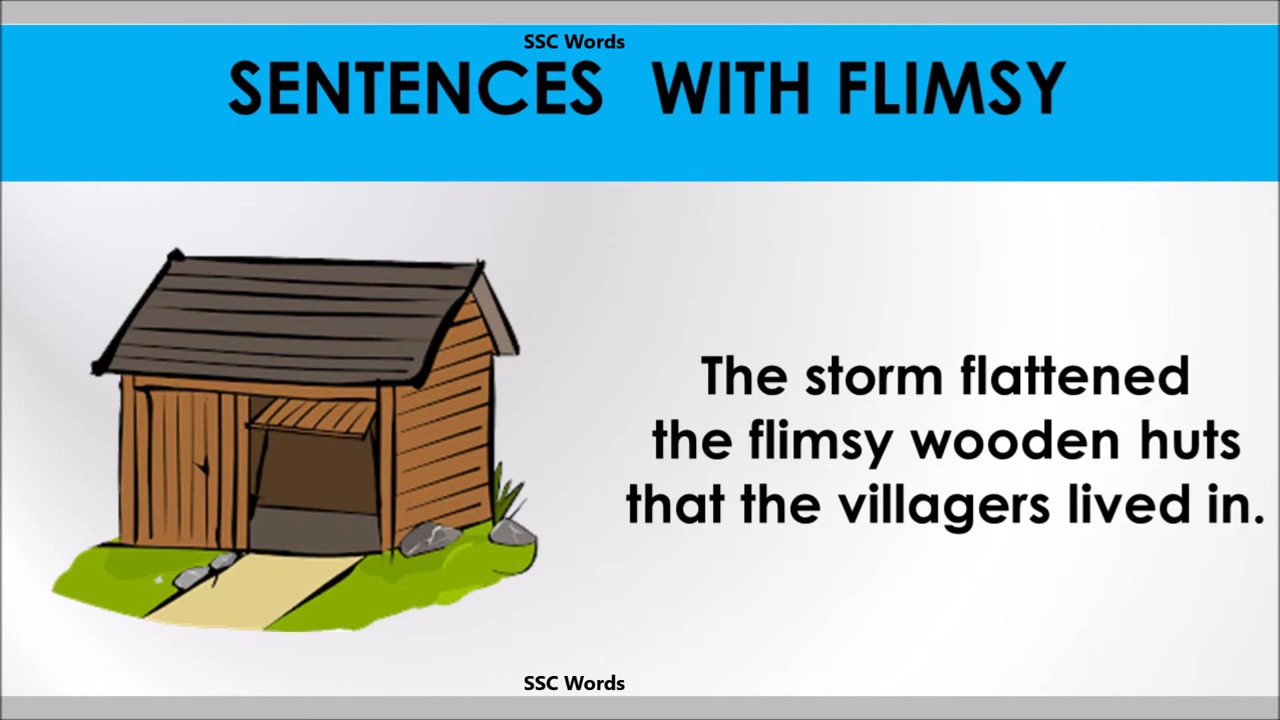 SSC Words
SENTENCES WITH FLIMSY
The storm flattened
the flimsy wooden huts
that the villagers lived in.
SSC Words